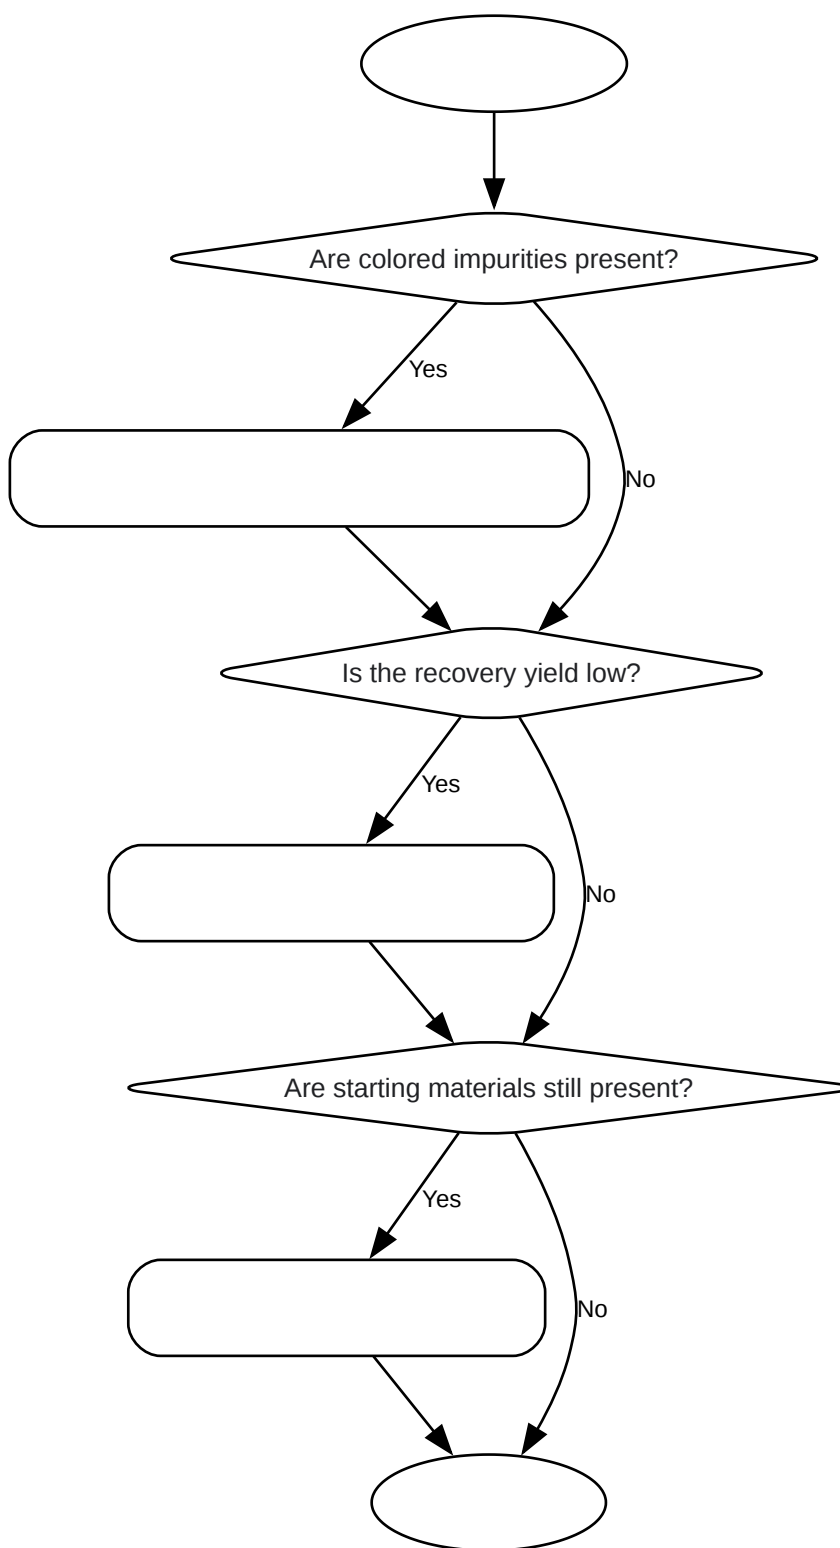 Are colored impurities present?
Yes
No
Is the recovery yield low?
Yes
No
Are starting materials still present?
Yes
No